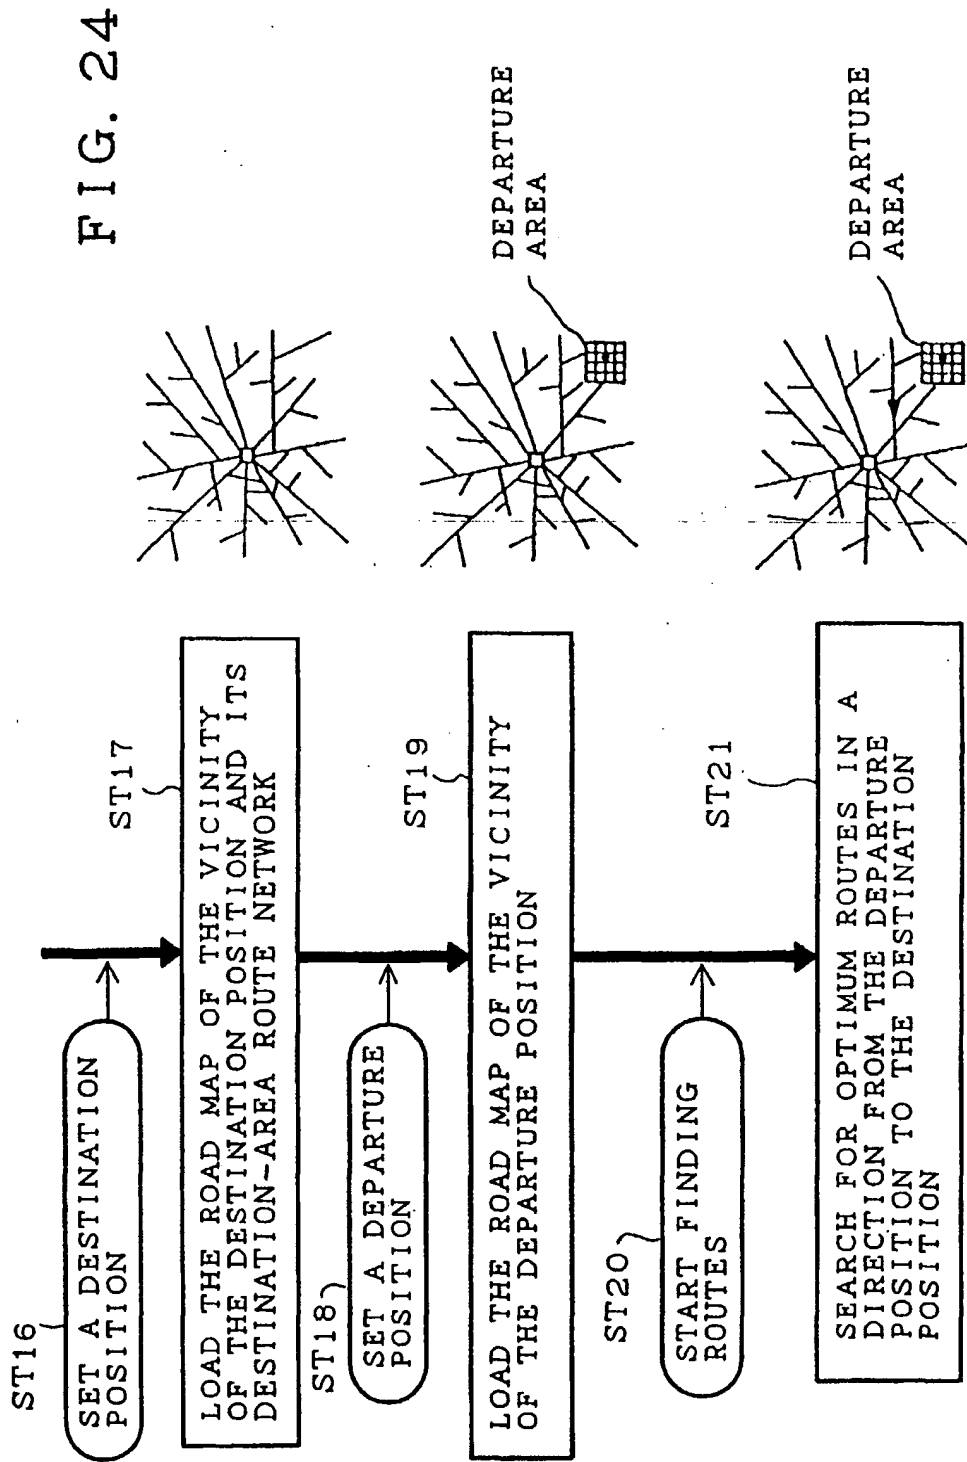 FIG. 24
ST16
SET A DESTINATION
POSITION
ST17
LOAD THE ROAD MAP OF THE VICINITY
OF THE DESTINATION POSITION AND ITS
DESTINATION-AREA ROUTE NETWORK
ST18
SET A DEPARTURE
POSITION
ST19
LOAD THE ROAD MAP OF THE VICINITY
OF THE DEPARTURE POSITION
DEPARTURE
AREA
ST20
START FINDING
ROUTES
ST21
SEARCH FOR OPTIMUM ROUTES IN A
DIRECTION FROM THE DEPARTURE
POSITION TO THE DESTINATION
POSITION
DEPARTURE
AREA